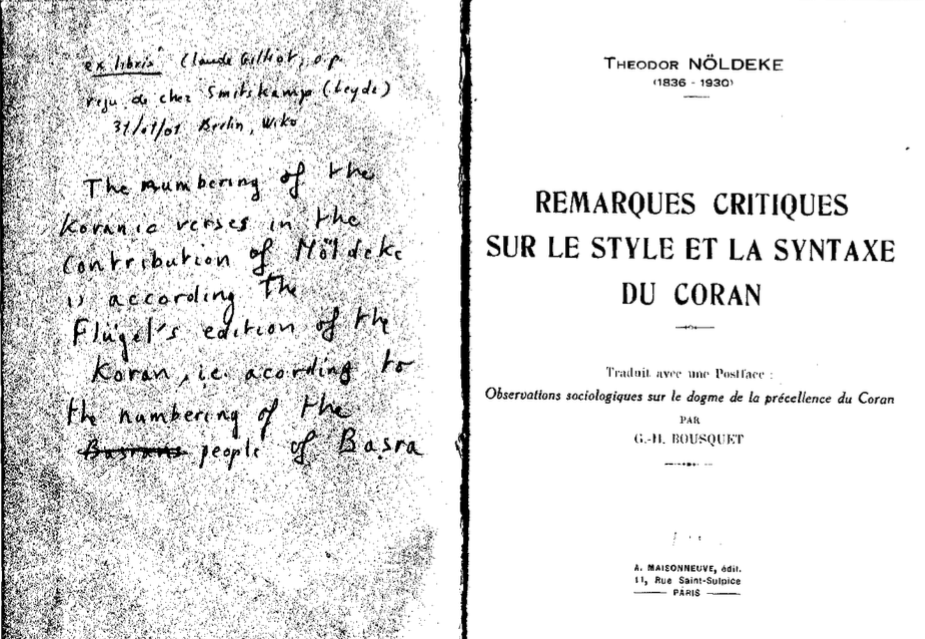 "ex libris" Claude Gilliot, o.p.
reçu de chez Smitskamp (Leyde)
31/01/01 Berlin, Wiko
The numbering of the
Koranic verses in the
contribution of Nöldeke
is according the
Flügel's edition of the
Koran, i.e. acording to
the numbering of the
Basrans people of Basra
THEODOR NÖLDEKE
(1836 - 1930)
REMARQUES CRITIQUES
SUR LE STYLE ET LA SYNTAXE
DU CORAN
Traduit avec une Postface :
Observations sociologiques sur le dogme de la précellence du Coran
PAR
G.-H. BOUSQUET
A. MAISONNEUVE, édit.
11, Rue Saint-Sulpice
PARIS